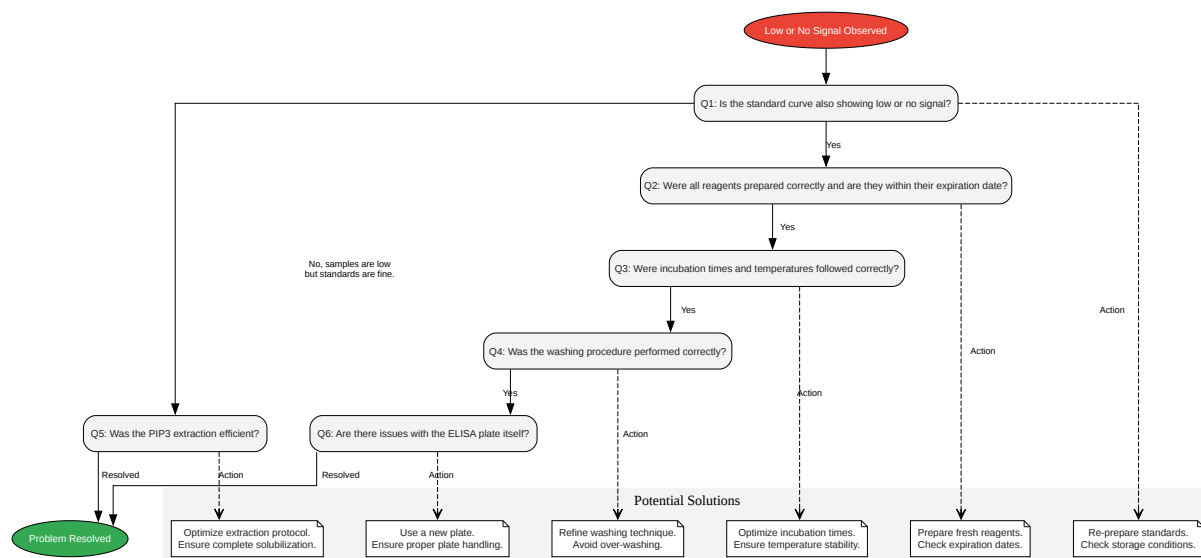 Low or No Signal Observed
Q1: Is the standard curve also showing low or no signal?
Yes
Q2: Were all reagents prepared correctly and are they within their expiration date?
Yes
No, samples are low
but standards are fine.
Q3: Were incubation times and temperatures followed correctly?
Yes
Action
Q4: Was the washing procedure performed correctly?
Action
Yes
Action
Q5: Was the PIP3 extraction efficient?
Q6: Are there issues with the ELISA plate itself?
Action
Resolved
Action
Resolved
Action
Potential Solutions
Problem Resolved
Optimize extraction protocol.
Ensure complete solubilization.
Use a new plate.
Ensure proper plate handling.
Refine washing technique.
Avoid over-washing.
Optimize incubation times.
Ensure temperature stability.
Prepare fresh reagents.
Check expiration dates.
Re-prepare standards.
Check storage conditions.